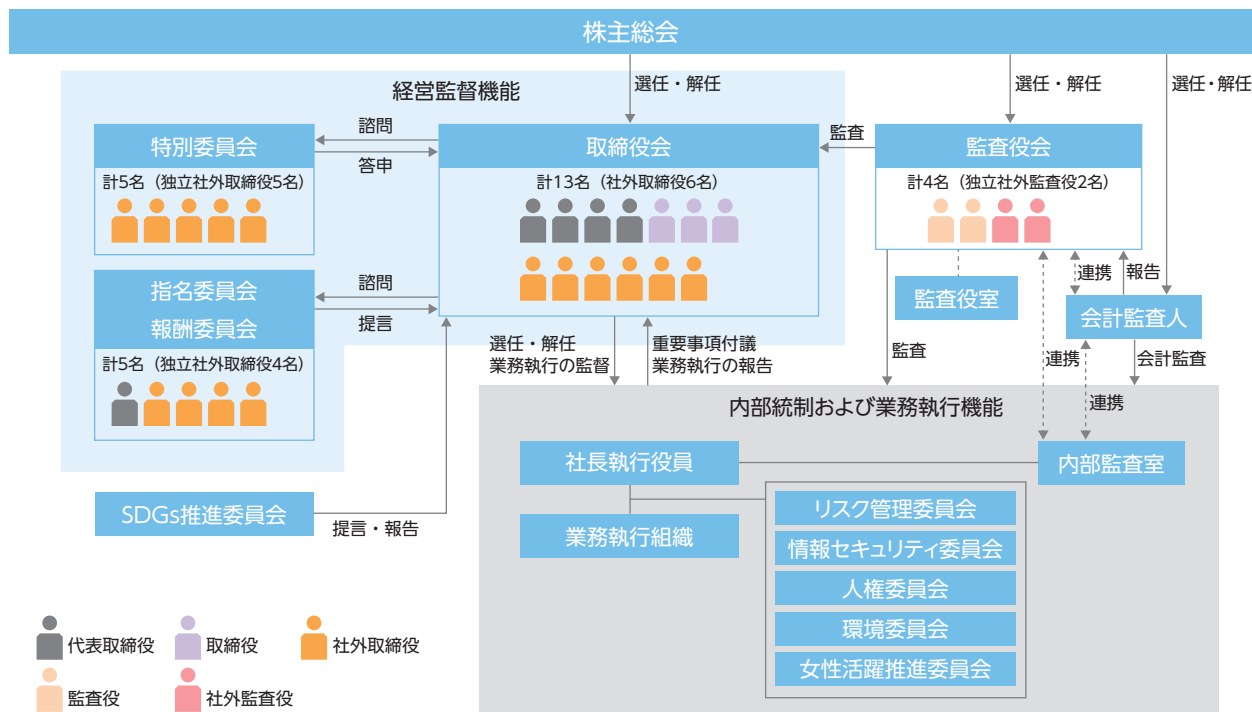 株主総会
選任・解任
選任・解任
選任・解任
経営監督機能
特別委員会
計5名（独立社外取締役5名）
諮問
答申
取締役会
計13名（社外取締役6名）
監査
監査役会
計4名（独立社外監査役2名）
指名委員会
報酬委員会
計5名（独立社外取締役4名）
諮問
提言
監査役室
連携
報告
会計監査人
選任・解任
業務執行の監督
重要事項付議
業務執行の報告
監査
連携
会計監査
連携
内部統制および業務執行機能
社長執行役員
内部監査室
業務執行組織
リスク管理委員会
情報セキュリティ委員会
人権委員会
環境委員会
女性活躍推進委員会
SDGs推進委員会
提言・報告
代表取締役
取締役
社外取締役
監査役
社外監査役